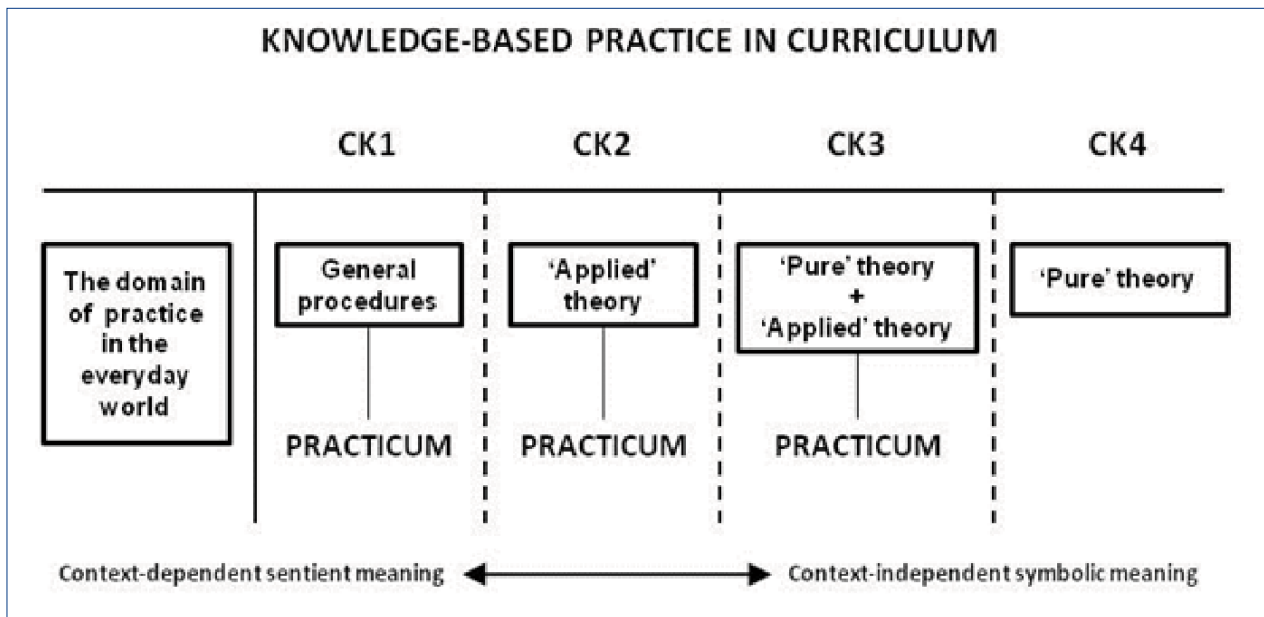 KNOWLEDGE-BASED PRACTICE IN CURRICULUM
CK1
CK2
CK3
CK4
The domain
of practice
in the
everyday
world
General
procedures
PRACTICUM
‘Applied’
theory
PRACTICUM
‘Pure’ theory
+
‘Applied’ theory
PRACTICUM
‘Pure’ theory
Context-dependent sentient meaning
Context-independent symbolic meaning